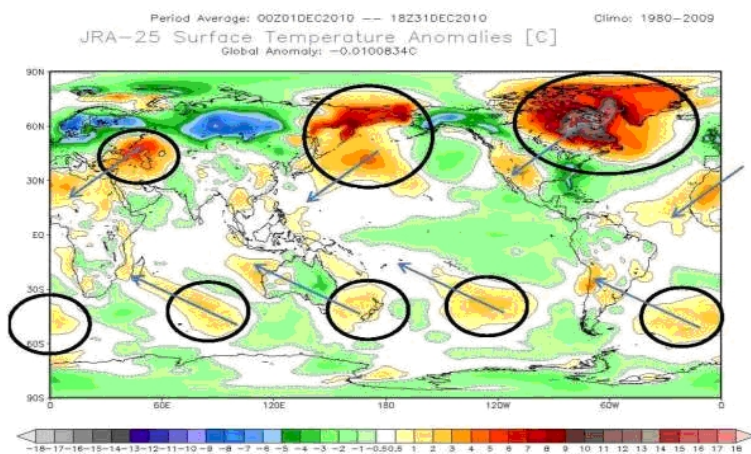 Period Average: 00Z01DEC2010 -- 18Z31DEC2010 Climo: 1980-2009
JRA-25 Surface Temperature Anomalies [C]
Global Anomaly: -0.0100834C
90N
60N
30N
EQ
30S
60S
90S
0 60E 120E 180 120W 60W 0
-18-17-16-15-14-13-12-11-10-9 -8 -7 -6 -5 -4 -3 -2 -1-0.50.5 1 2 3 4 5 6 7 8 9 10 11 12 13 14 15 16 17 18